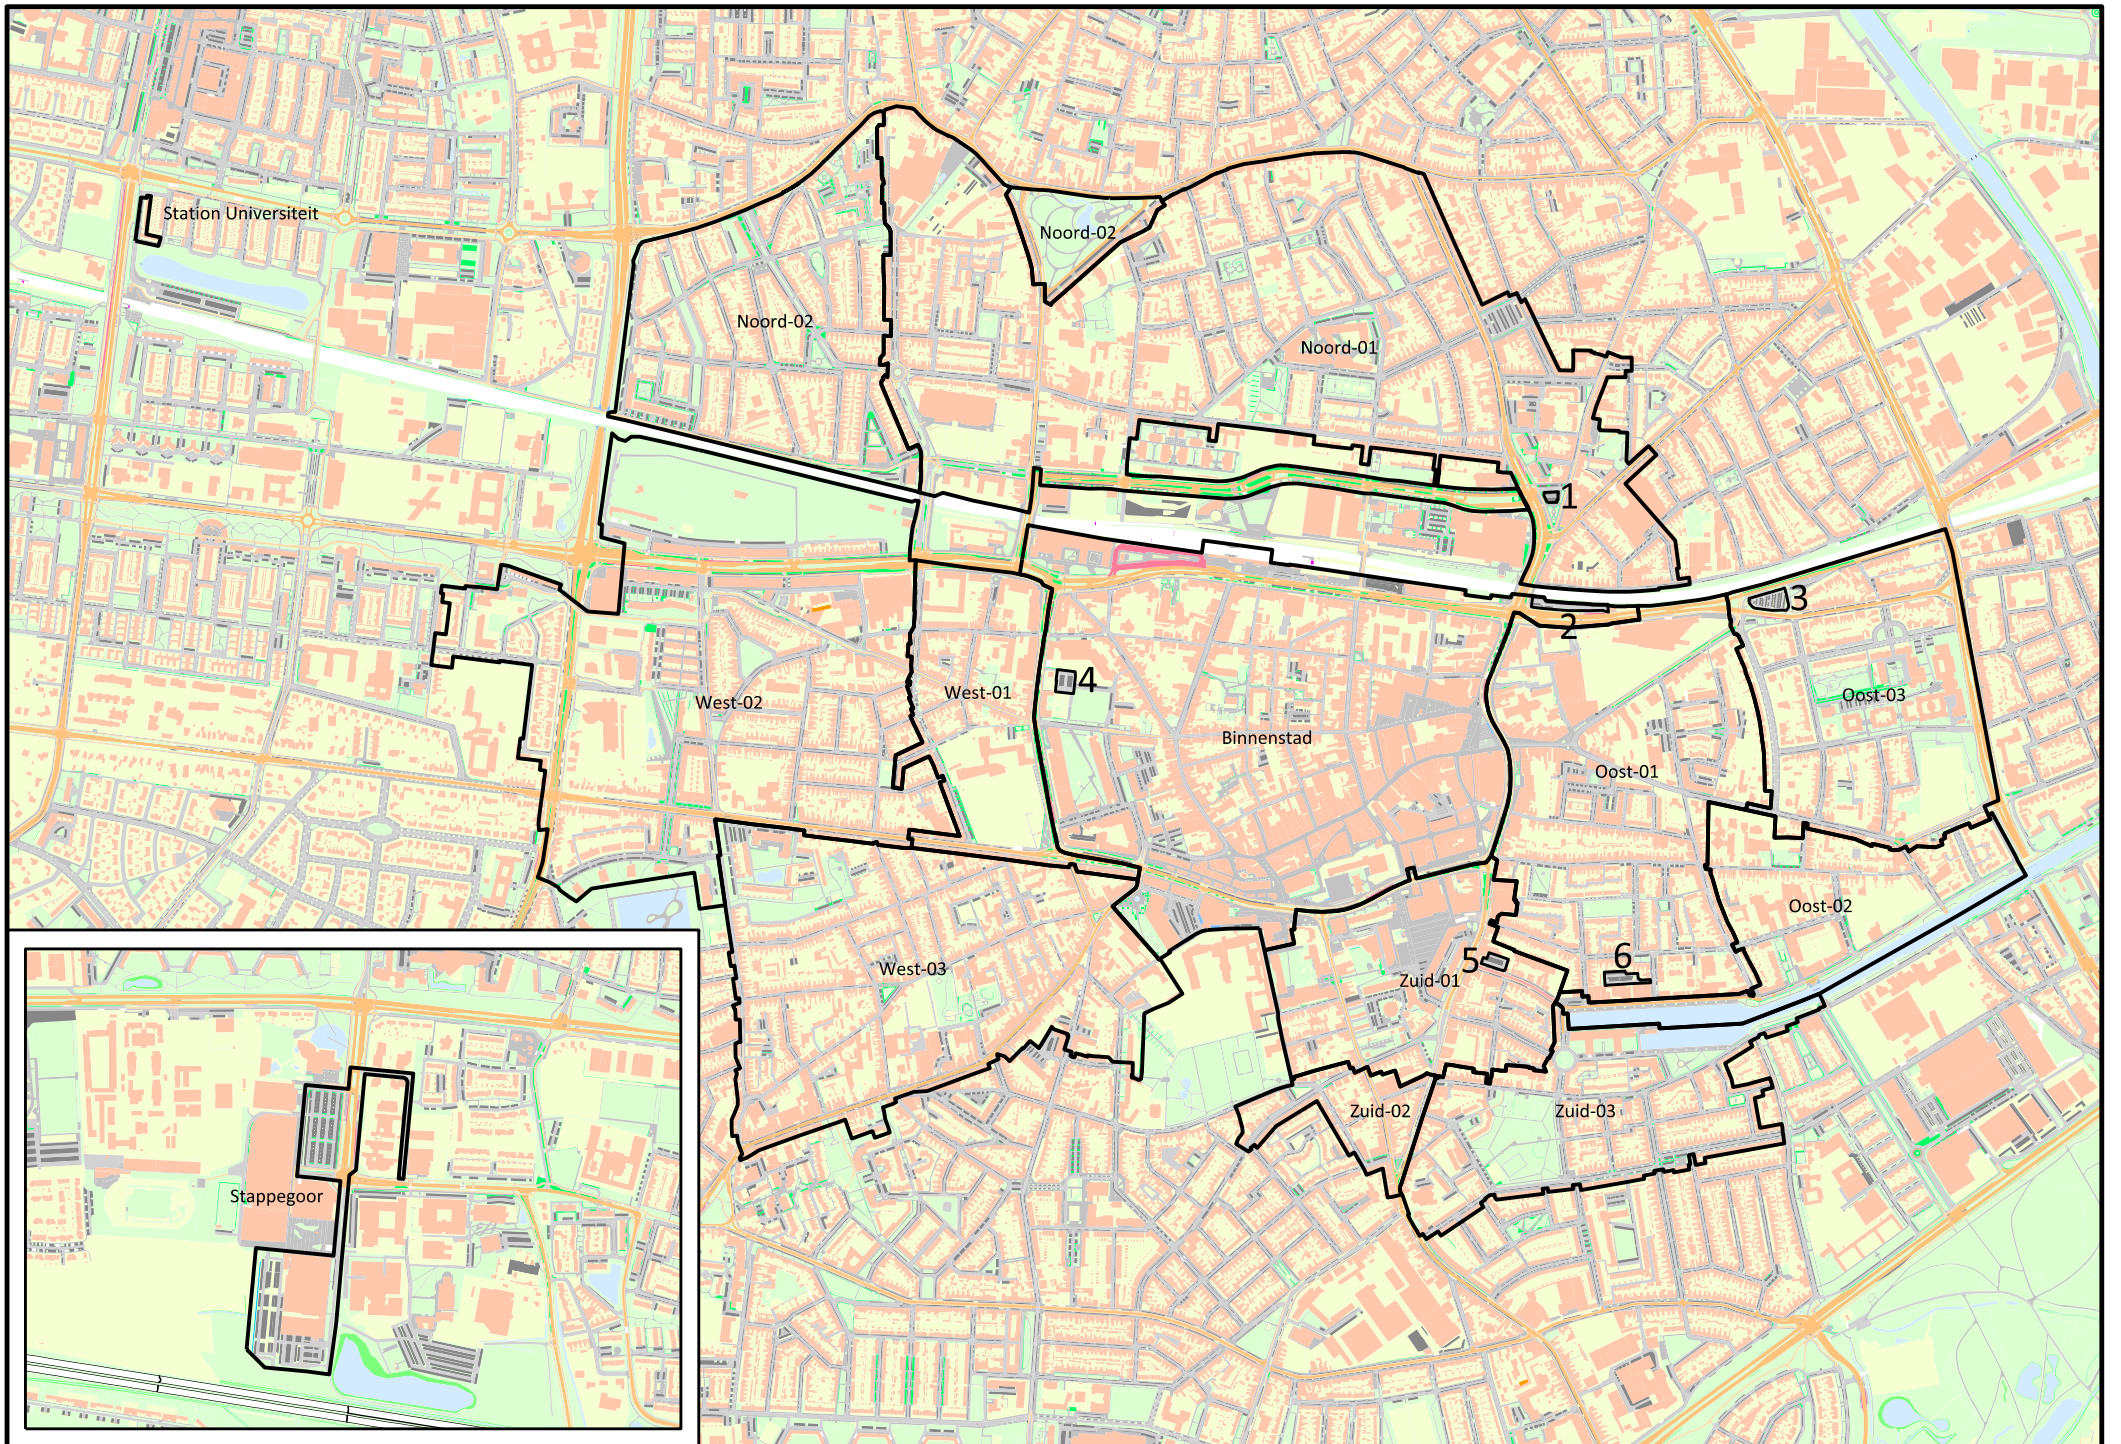 Station Universiteit
Noord-02
Noord-02
Noord-01
1
2
3
4
West-01
West-02
Oost-03
Binnenstad
Oost-01
Oost-02
West-03
5
6
Zuid-01
Zuid-02
Zuid-03
Stappegoor